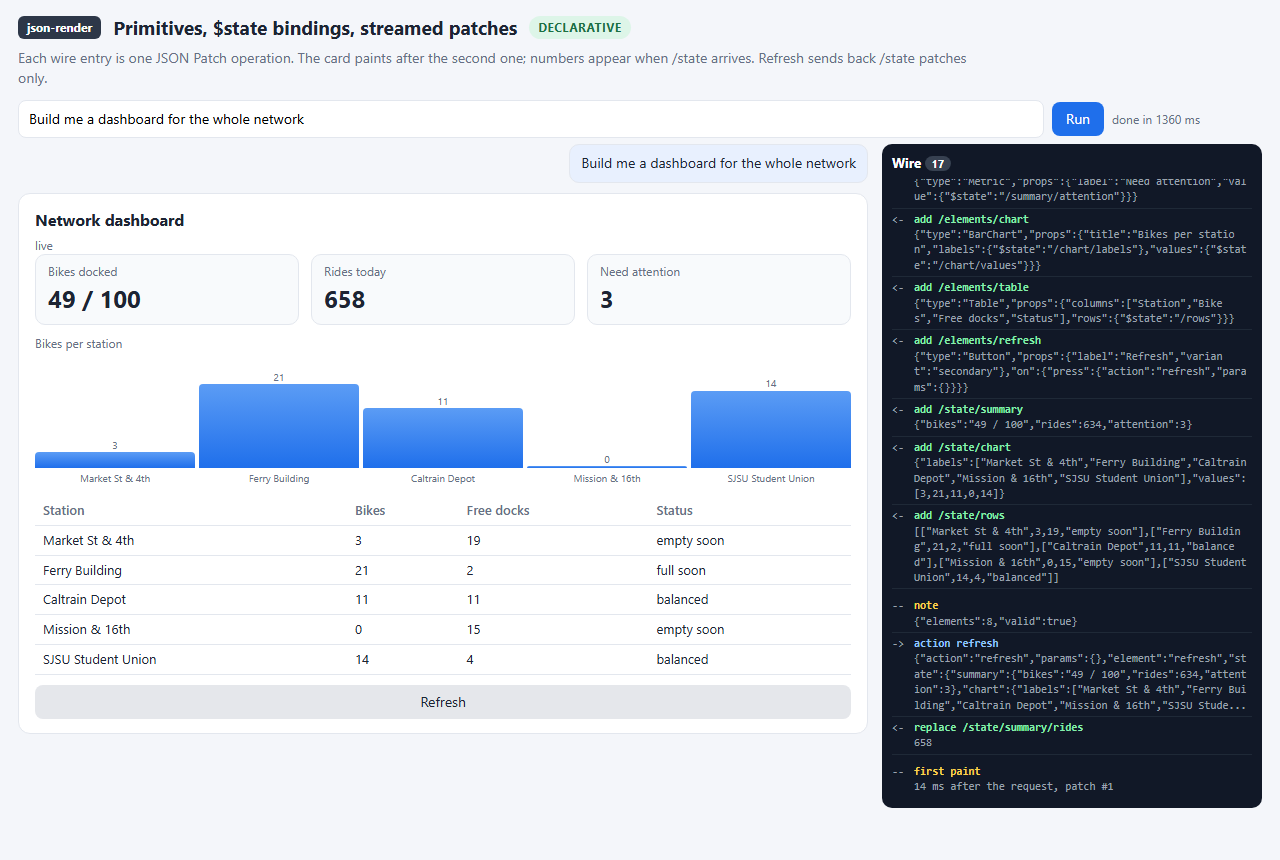 json-render Primitives, $state bindings, streamed patches DECLARATIVE
Each wire entry is one JSON Patch operation. The card paints after the second one; numbers appear when /state arrives. Refresh sends back /state patches
only.
Build me a dashboard for the whole network Run done in 1360 ms
Build me a dashboard for the whole network
Network dashboard
live
Bikes docked Rides today Need attention
49 / 100 658 3
Bikes per station
3 21 11 0 14
Market St & 4th Ferry Building Caltrain Depot Mission & 16th SJSU Student Union
Station Bikes Free docks Status
Market St & 4th 3 19 empty soon
Ferry Building 21 2 full soon
Caltrain Depot 11 11 balanced
Mission & 16th 0 15 empty soon
SJSU Student Union 14 4 balanced
Refresh
Wire 17
{"type":"Metric","props":{"label":"Need attention","val
ue":{"$state":"/summary/attention"}}}
<- add /elements/chart
{"type":"BarChart","props":{"title":"Bikes per statio
n","labels":{"$state":"/chart/labels"},"values":{"$stat
e":"/chart/values"}}}
<- add /elements/table
{"type":"Table","props":{"columns":["Station","Bike
s","Free docks","Status"],"rows":{"$state":"/rows"}}}
<- add /elements/refresh
{"type":"Button","props":{"label":"Refresh","varian
t":"secondary"},"on":{"press":{"action":"refresh","para
ms":{}}}}
<- add /state/summary
{"bikes":"49 / 100","rides":634,"attention":3}
<- add /state/chart
{"labels":["Market St & 4th","Ferry Building","Caltrain
Depot","Mission & 16th","SJSU Student Union"],"values":
[3,21,11,0,14]}
<- add /state/rows
[["Market St & 4th",3,19,"empty soon"],["Ferry Buildin
g",21,2,"full soon"],["Caltrain Depot",11,11,"balance
d"],["Mission & 16th",0,15,"empty soon"],["SJSU Student
Union",14,4,"balanced"]]
-- note
{"elements":8,"valid":true}
-> action refresh
{"action":"refresh","params":{},"element":"refresh","st
ate":{"summary":{"bikes":"49 / 100","rides":634,"attent
ion":3},"chart":{"labels":["Market St & 4th","Ferry Bui
lding","Caltrain Depot","Mission & 16th","SJSU Stude...
<- replace /state/summary/rides
658
-- first paint
14 ms after the request, patch #1